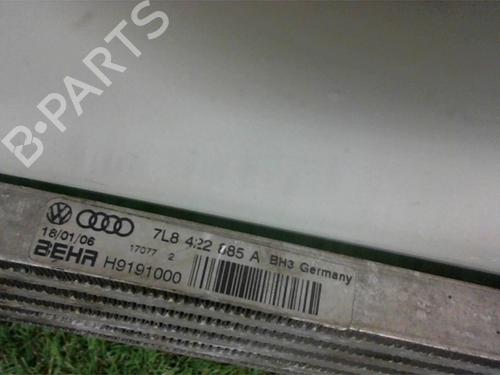 B-PARTS
7L8 422 885 A BH3 Germany
18/01/06 17077 2
BEHR H9191000